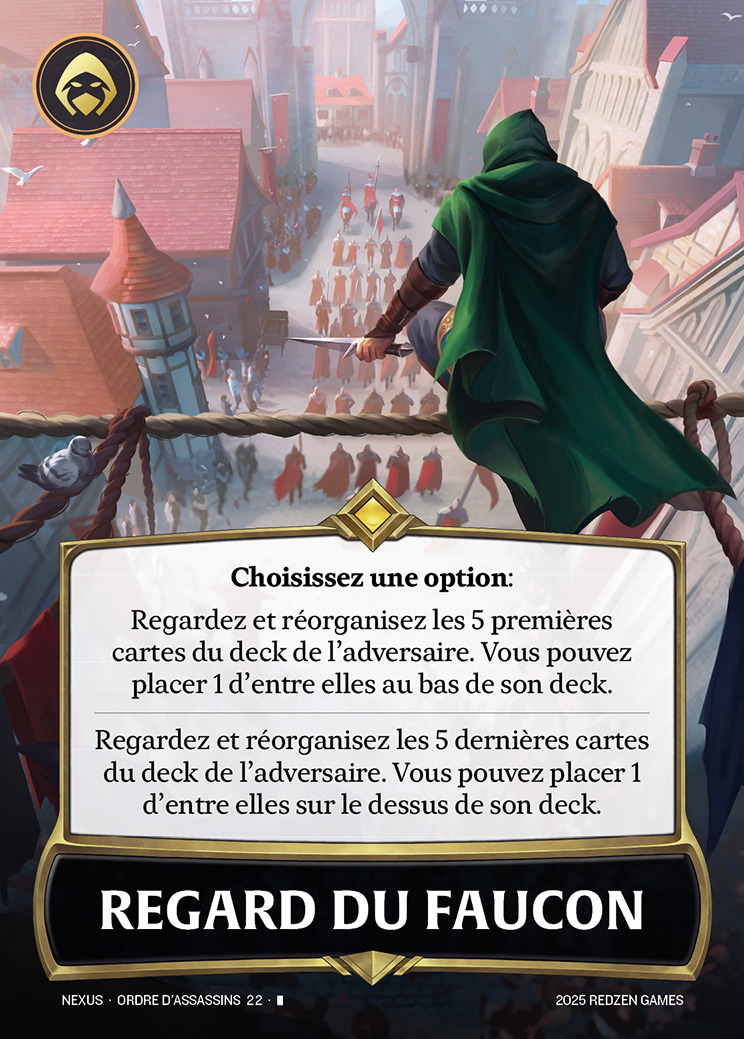 Choisissez une option:
Regardez et réorganisez les 5 premières
cartes du deck de l’adversaire. Vous pouvez
placer 1 d’entre elles au bas de son deck.
Regardez et réorganisez les 5 dernières cartes
du deck de l’adversaire. Vous pouvez placer 1
d’entre elles sur le dessus de son deck.
REGARD DU FAUCON
NEXUS · ORDRE D’ASSASSINS 22 · ▮
2025 REDZEN GAMES